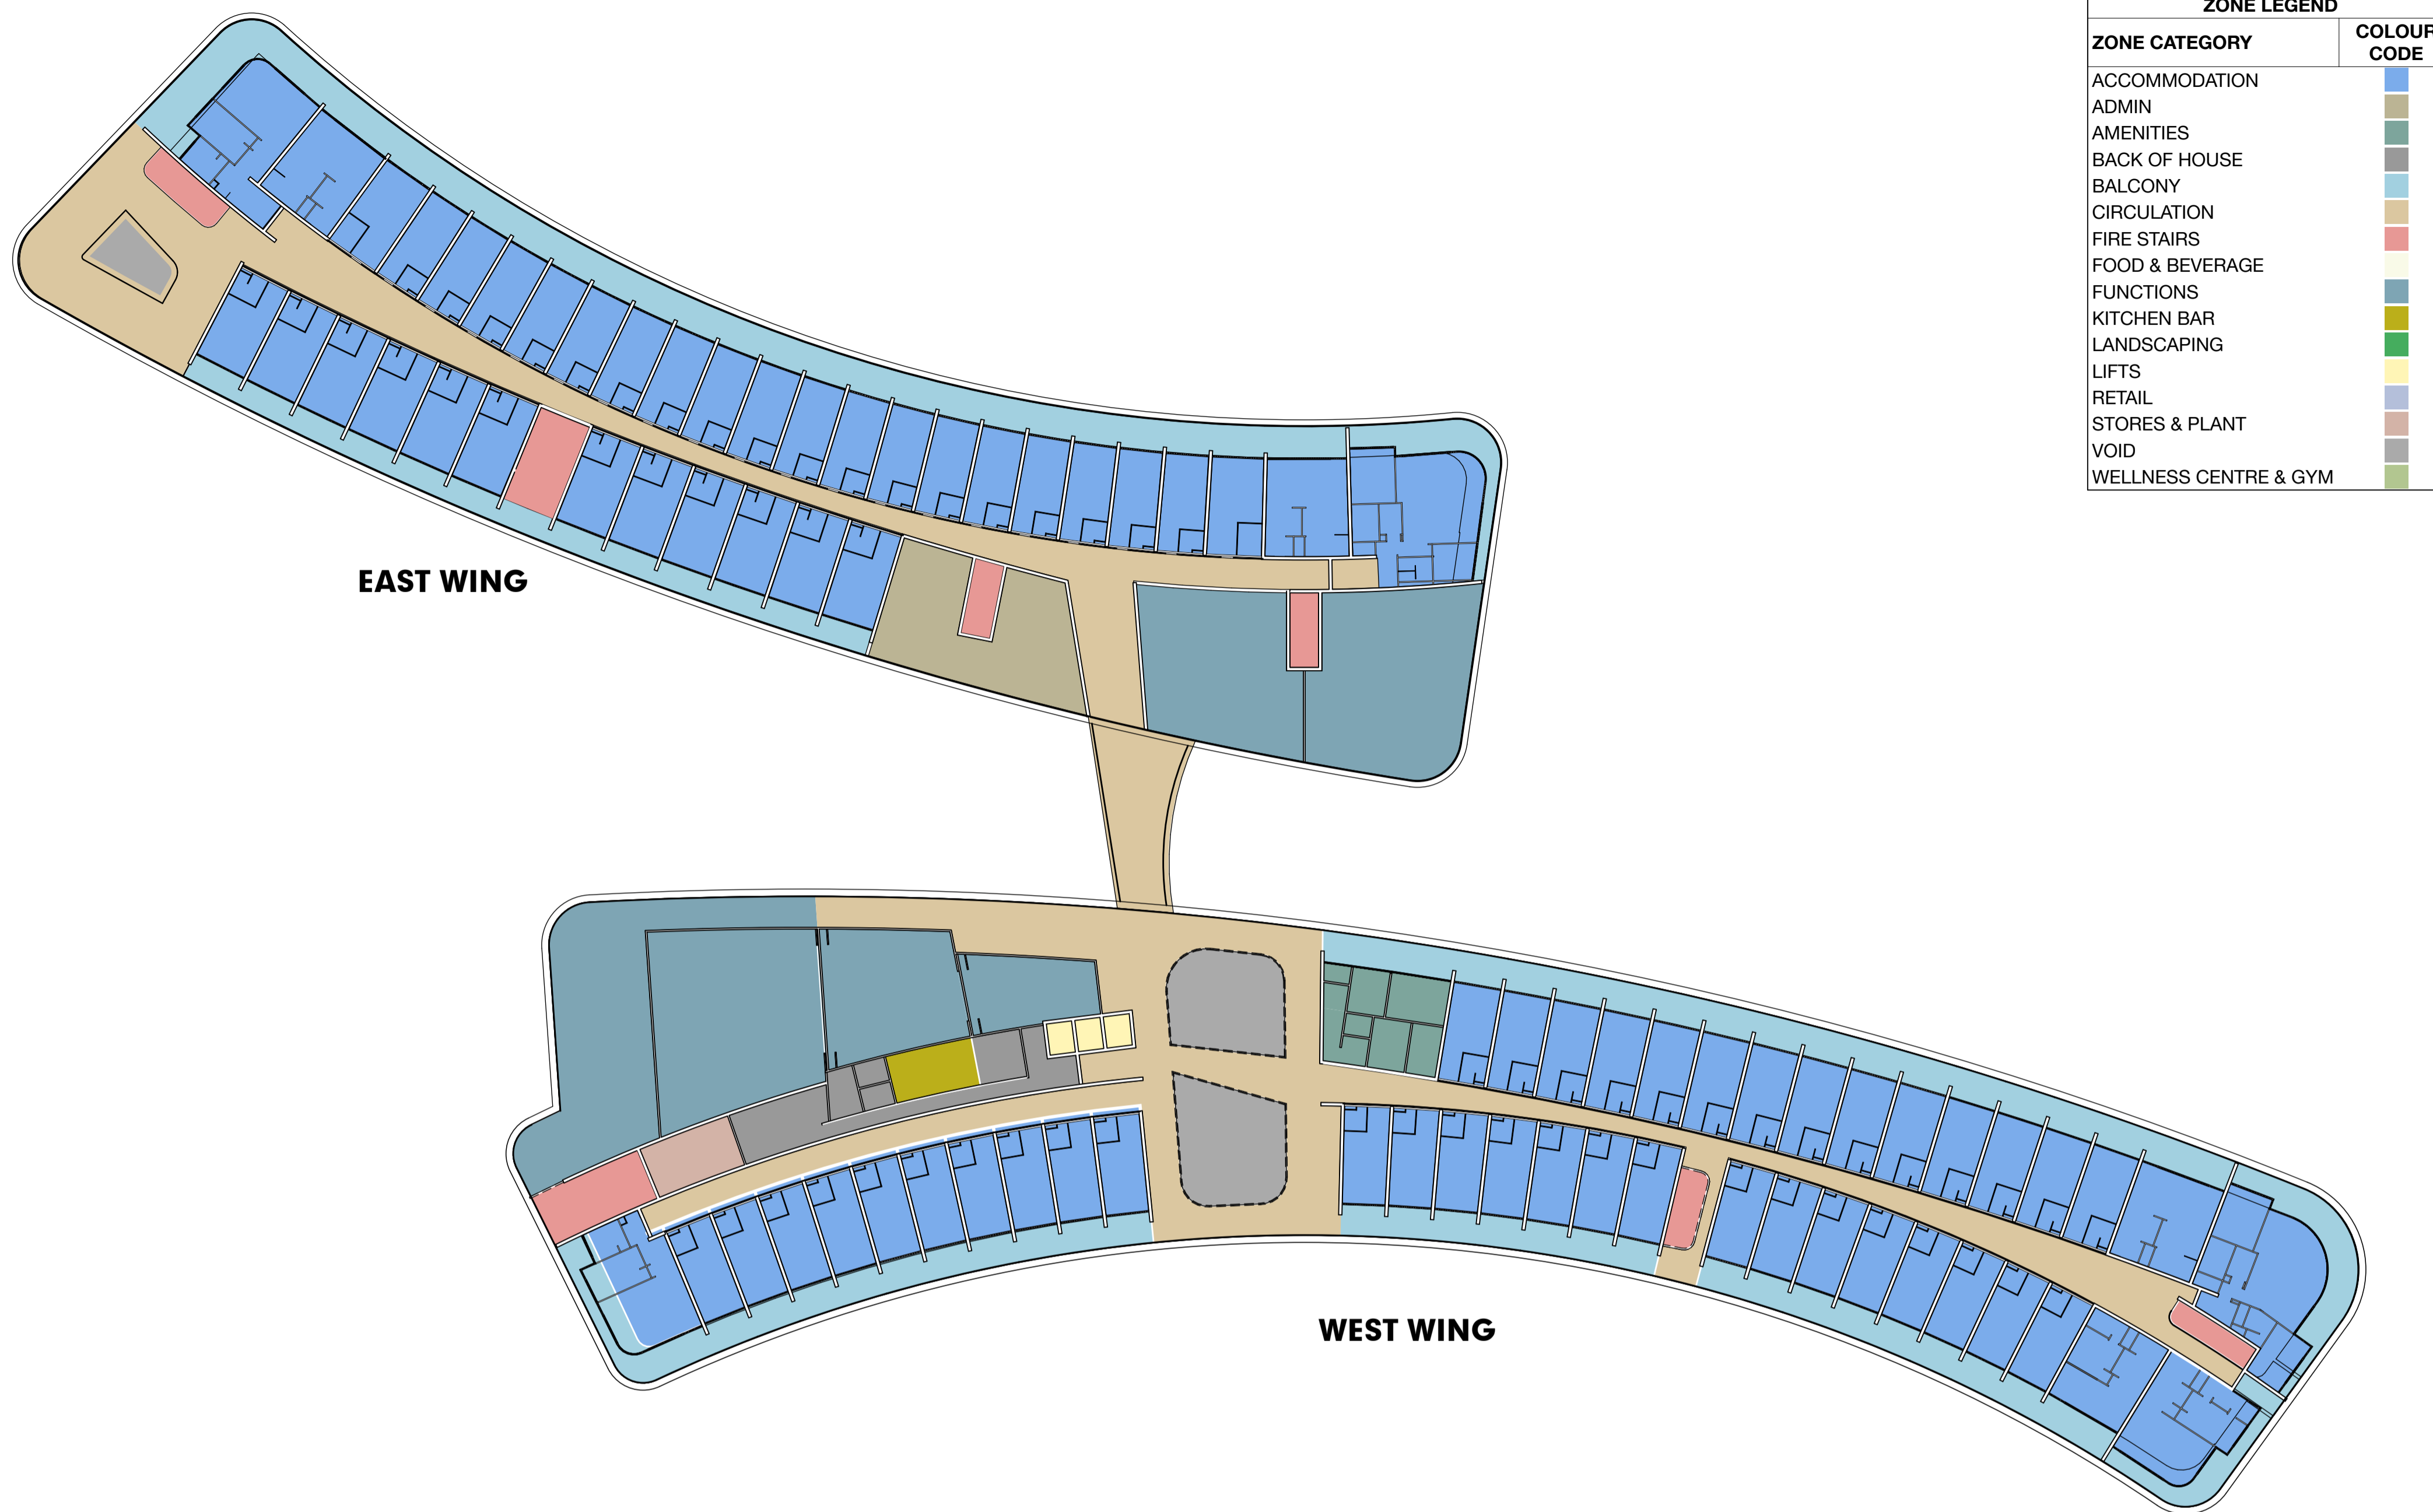 ZONE LEGEND
ZONE CATEGORY
COLOUR
CODE
ACCOMMODATION
ADMIN
AMENITIES
BACK OF HOUSE
BALCONY
CIRCULATION
FIRE STAIRS
FOOD & BEVERAGE
FUNCTIONS
KITCHEN BAR
LANDSCAPING
LIFTS
RETAIL
STORES & PLANT
VOID
WELLNESS CENTRE & GYM
EAST WING
WEST WING